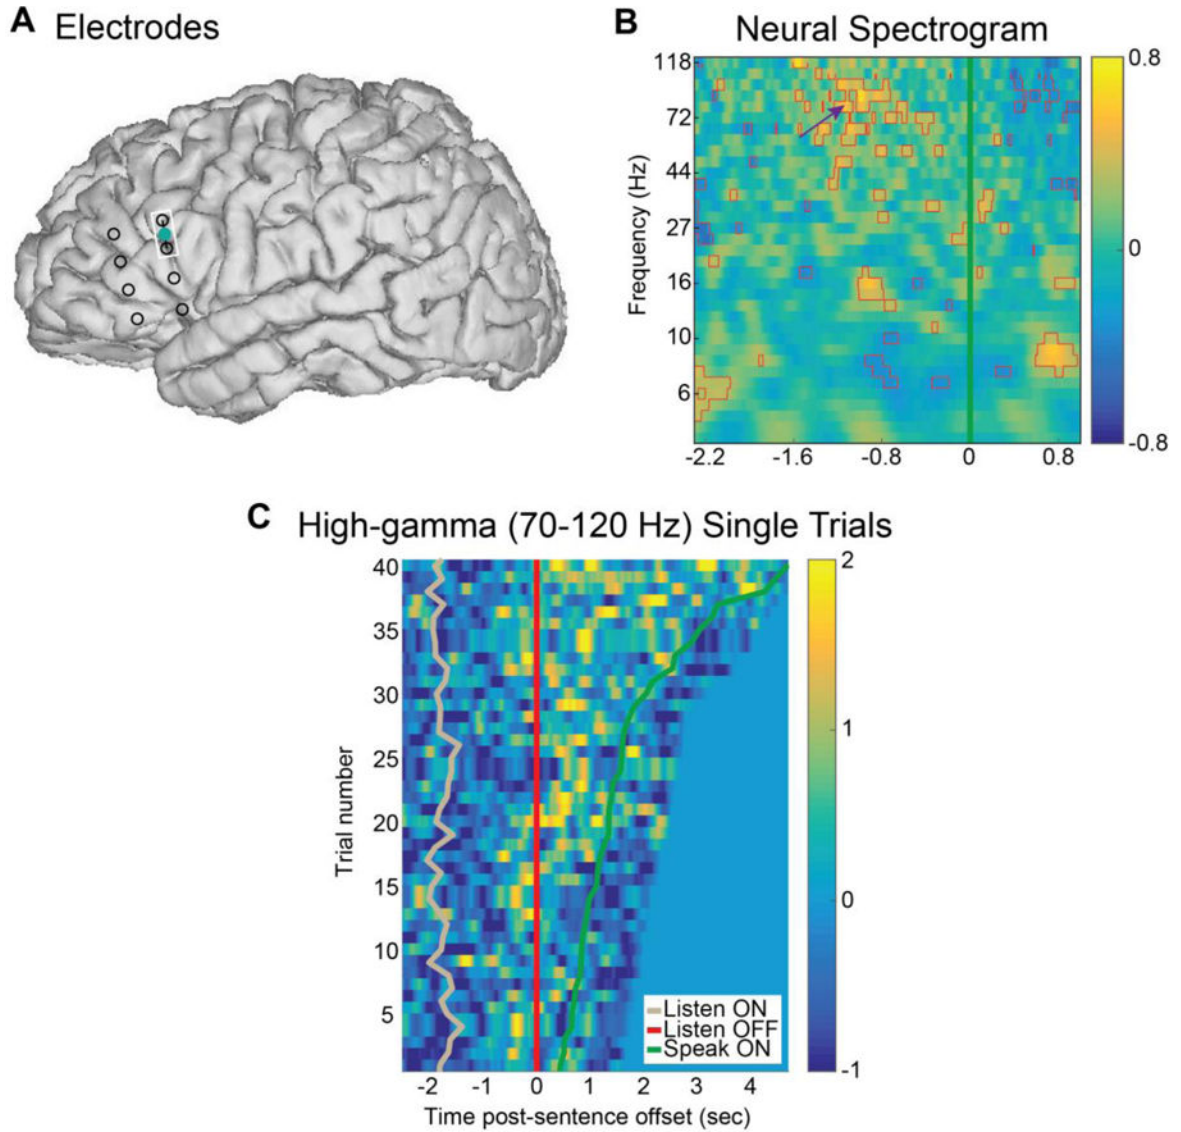 A Electrodes
B Neural Spectrogram
118
72
44
27
16
10
6
Frequency (Hz)
-2.2 -1.6 -0.8 0 0.8
0.8
0
-0.8
C High-gamma (70-120 Hz) Single Trials
40
35
30
25
20
15
10
5
Trial number
Listen ON
Listen OFF
Speak ON
-2 -1 0 1 2 3 4
Time post-sentence offset (sec)
2
1
0
-1